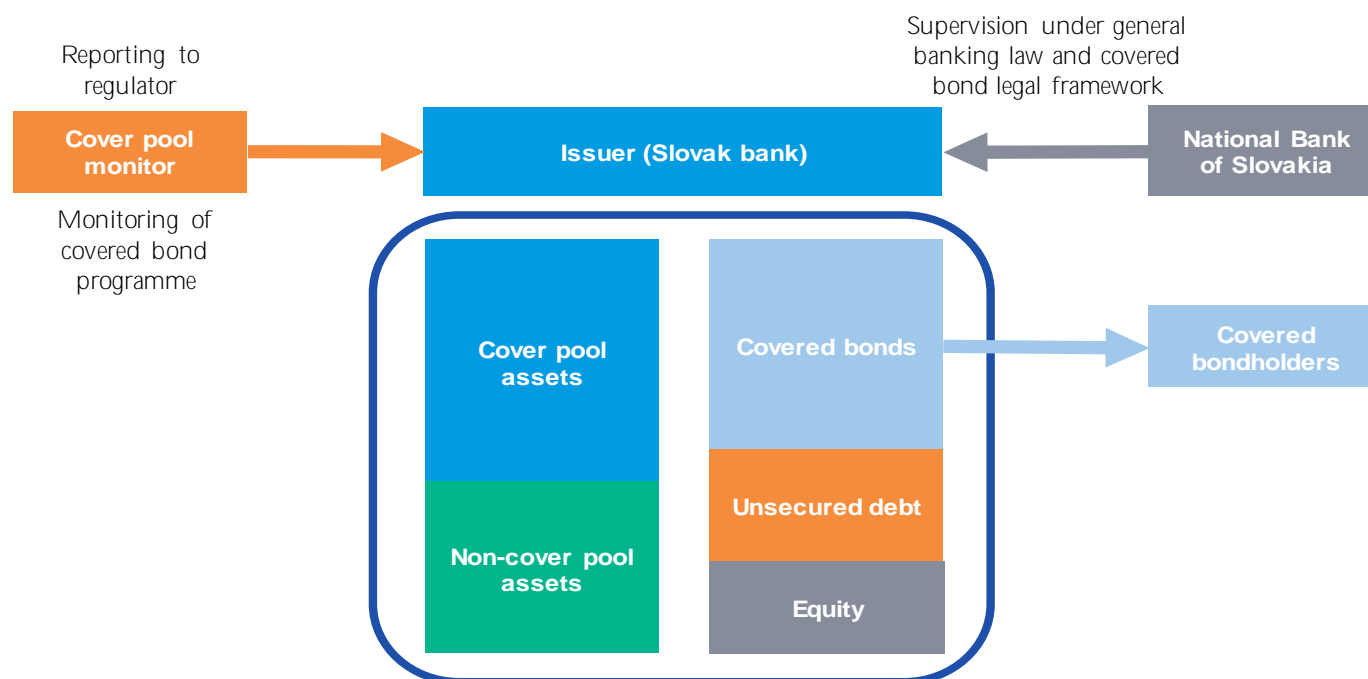 Reporting to
regulator
Cover pool
monitor
Monitoring of
covered bond
programme
Supervision under general
banking law and covered
bond legal framework
Issuer (Slovak bank)
National Bank
of Slovakia
Cover pool
assets
Non-cover pool
assets
Covered bonds
Unsecured debt
Equity
Covered
bondholders